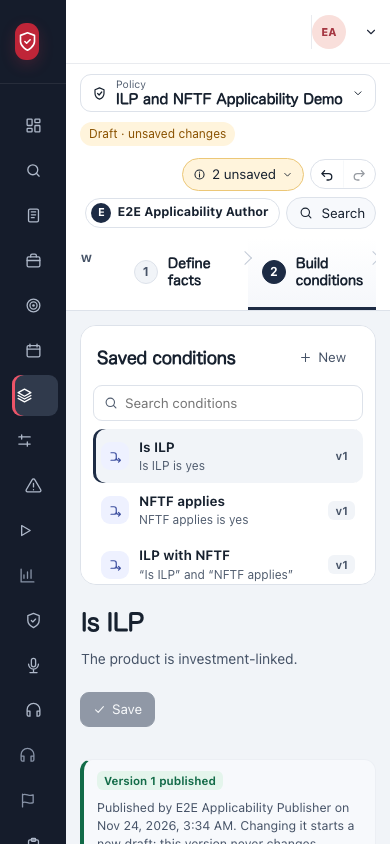 EA
Policy
ILP and NFTF Applicability Demo
Draft · unsaved changes
2 unsaved
E E2E Applicability Author
Search
w
1 Define facts
2 Build conditions
Saved conditions
New
Search conditions
Is ILP
Is ILP is yes
v1
NFTF applies
NFTF applies is yes
v1
ILP with NFTF
“Is ILP” and “NFTF applies”
v1
Is ILP
The product is investment-linked.
Save
Version 1 published
Published by E2E Applicability Publisher on
Nov 24, 2026, 3:34 AM. Changing it starts a
new draft; this version never changes